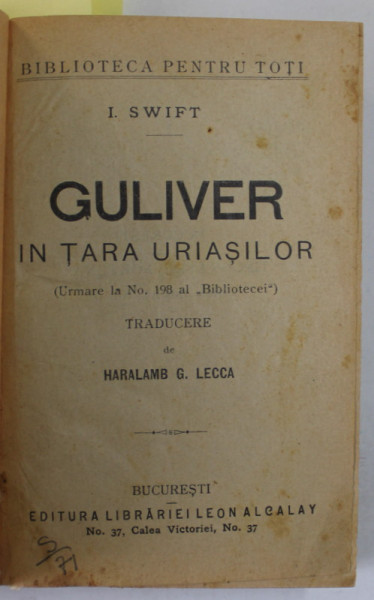 BIBLIOTECA PENTRU TOȚI
I. SWIFT
GULIVER
IN ȚARA URIAȘILOR
(Urmare la No. 198 al „Bibliotecei")
TRADUCERE
de
HARALAMB G. LECCA
BUCUREȘTI
EDITURA LIBRĂRIEI LEON ALCALAY
No. 37, Calea Victoriei, No. 37